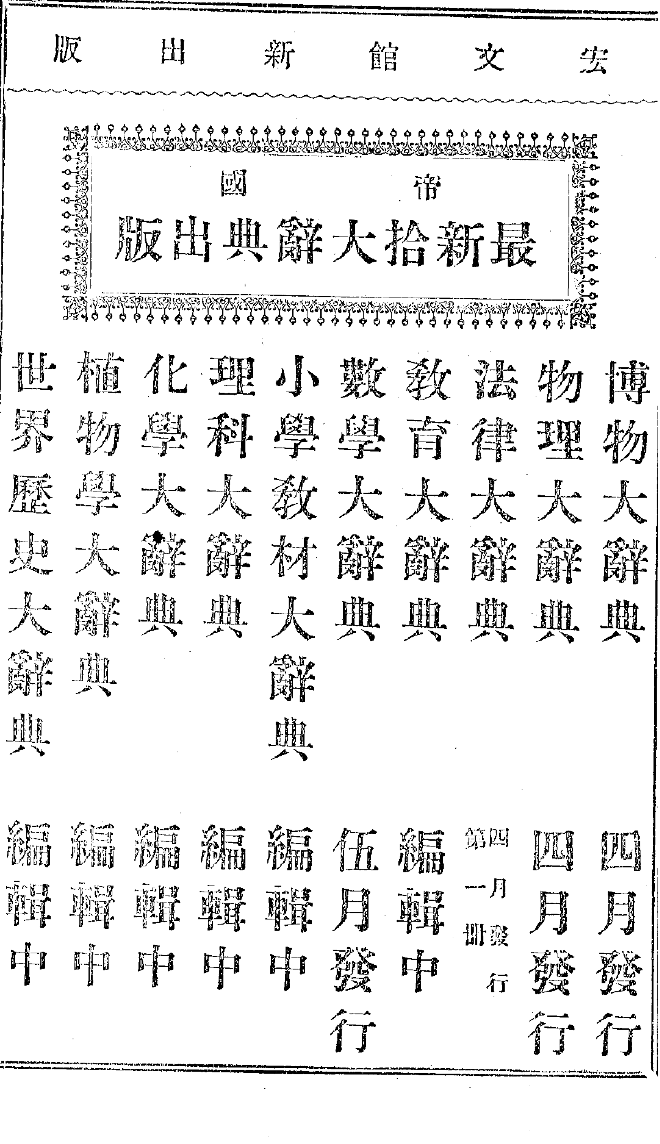 宏文館新出版
帝國
最新拾大辭典出版
博物大辭典 四月發行
物理大辭典 四月發行
法律大辭典 四月發行
第一冊
敎育大辭典 編輯中
數學大辭典 伍月發行
小學敎材大辭典 編輯中
理科大辭典 編輯中
化學大辭典 編輯中
植物學大辭典 編輯中
世界歷史大辭典 編輯中